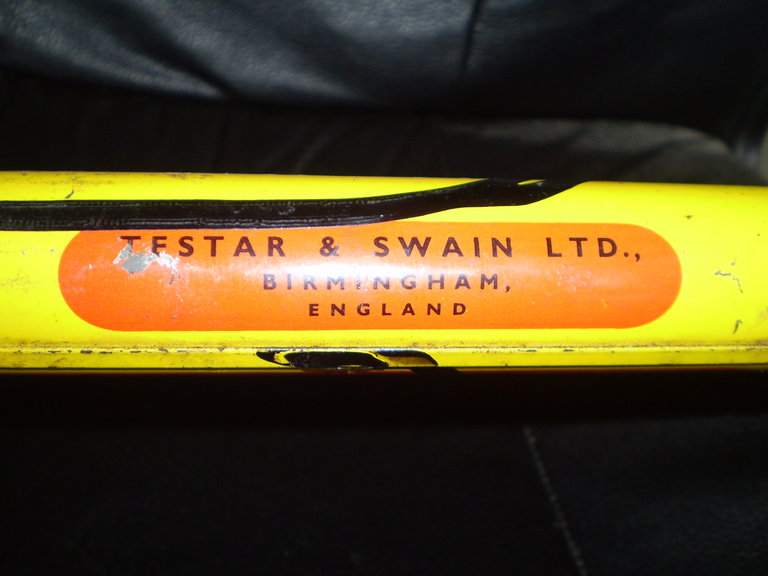 TESTAR & SWAIN LTD.,
BIRMINGHAM,
ENGLAND